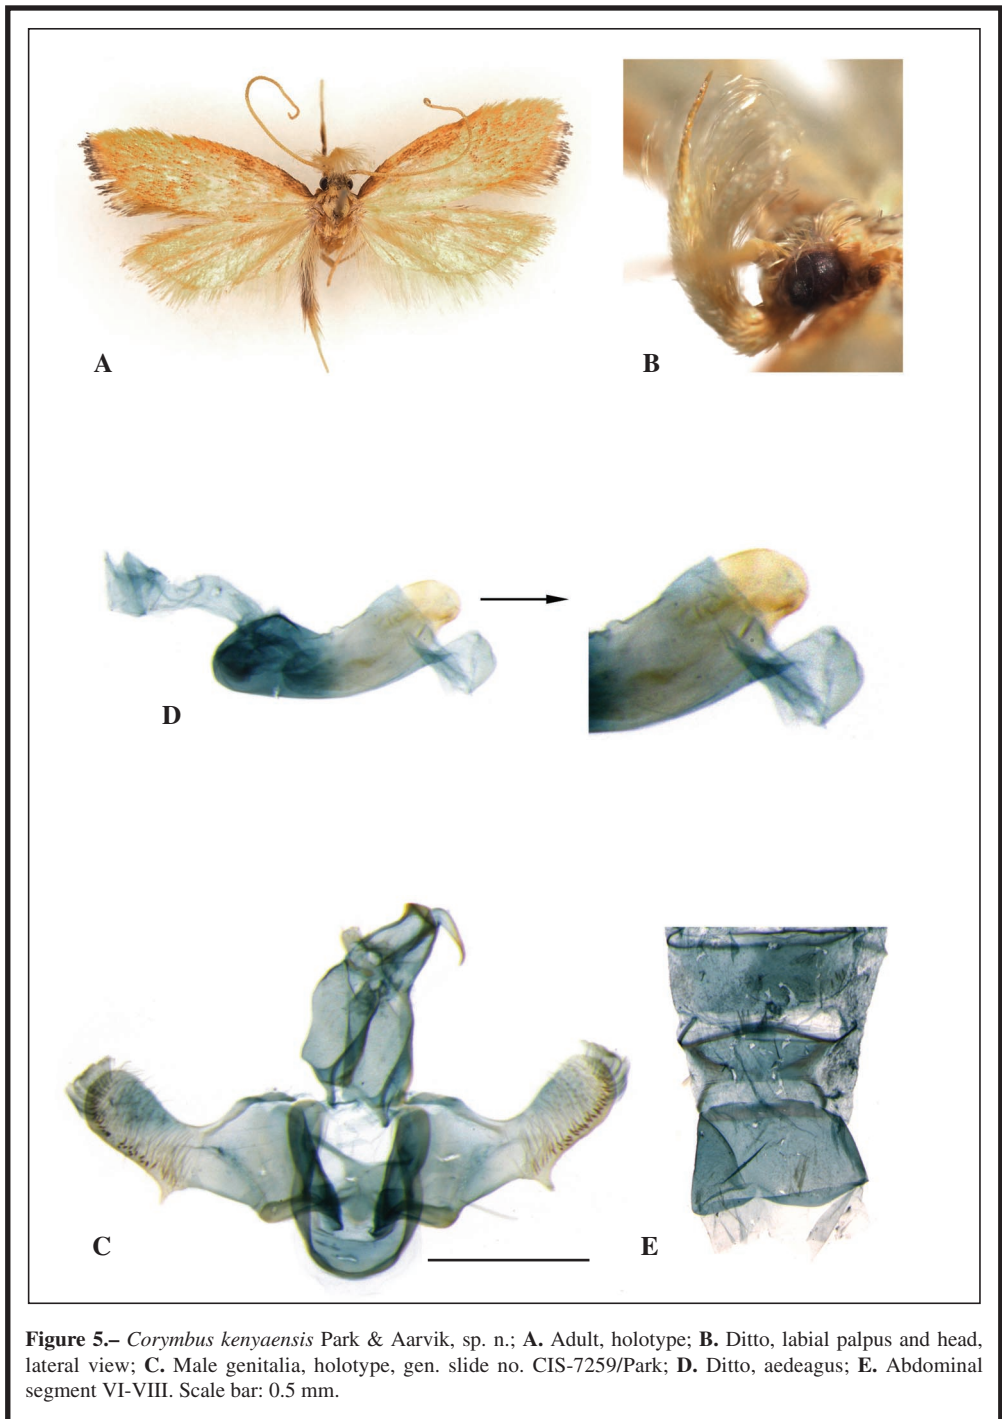 A
B
D
C
E
Figure 5.– Corymbus kenyaensis Park & Aarvik, sp. n.; A. Adult, holotype; B. Ditto, labial palpus and head,
lateral view; C. Male genitalia, holotype, gen. slide no. CIS-7259/Park; D. Ditto, aedeagus; E. Abdominal
segment VI-VIII. Scale bar: 0.5 mm.